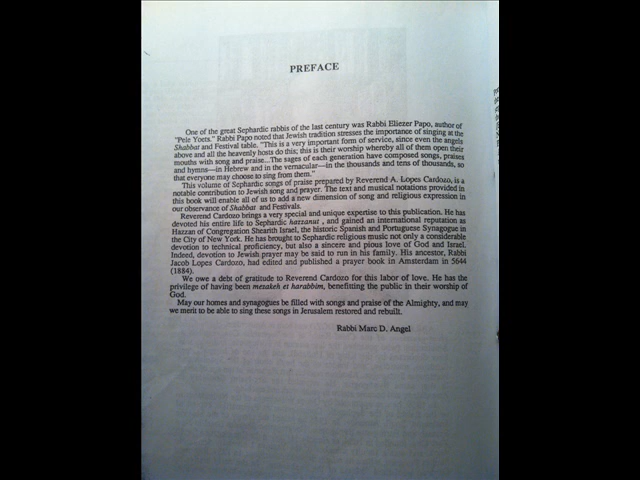 PREFACE
One of the great Sephardic rabbis of the last century was Rabbi Eliezer Papo, author of
"Pele Yoets." Rabbi Papo noted that Jewish tradition stresses the importance of singing at the
Shabbat and Festival table. "This is a very important form of service, since even the angels
above and all the heavenly hosts do this; this is their worship whereby all of them open their
mouths with song and praise...The sages of each generation have composed songs, praises
and hymns—in Hebrew and in the vernacular—in the thousands and tens of thousands, so
that everyone may choose to sing from them."
This volume of Sephardic songs of praise prepared by Reverend A. Lopes Cardozo, is a
notable contribution to Jewish song and prayer. The text and musical notations provided in
this book will enable all of us to add a new dimension of song and religious expression in
our observance of Shabbat and Festivals.
Reverend Cardozo brings a very special and unique expertise to this publication. He has
devoted his entire life to Sephardic hazzanut, and gained an international reputation as
Hazzan of Congregation Shearith Israel, the historic Spanish and Portuguese Synagogue in
the City of New York. He has brought to Sephardic religious music not only a considerable
devotion to technical proficiency, but also a sincere and pious love of God and Israel.
Indeed, devotion to Jewish prayer may be said to run in his family. His ancestor, Rabbi
Jacob Lopes Cardozo, had edited and published a prayer book in Amsterdam in 5644
(1884).
We owe a debt of gratitude to Reverend Cardozo for this labor of love. He has the
privilege of having been mezakeh et harabbim, benefitting the public in their worship of
God.
May our homes and synagogues be filled with songs and praise of the Almighty, and may
we merit to be able to sing these songs in Jerusalem restored and rebuilt.
Rabbi Marc D. Angel